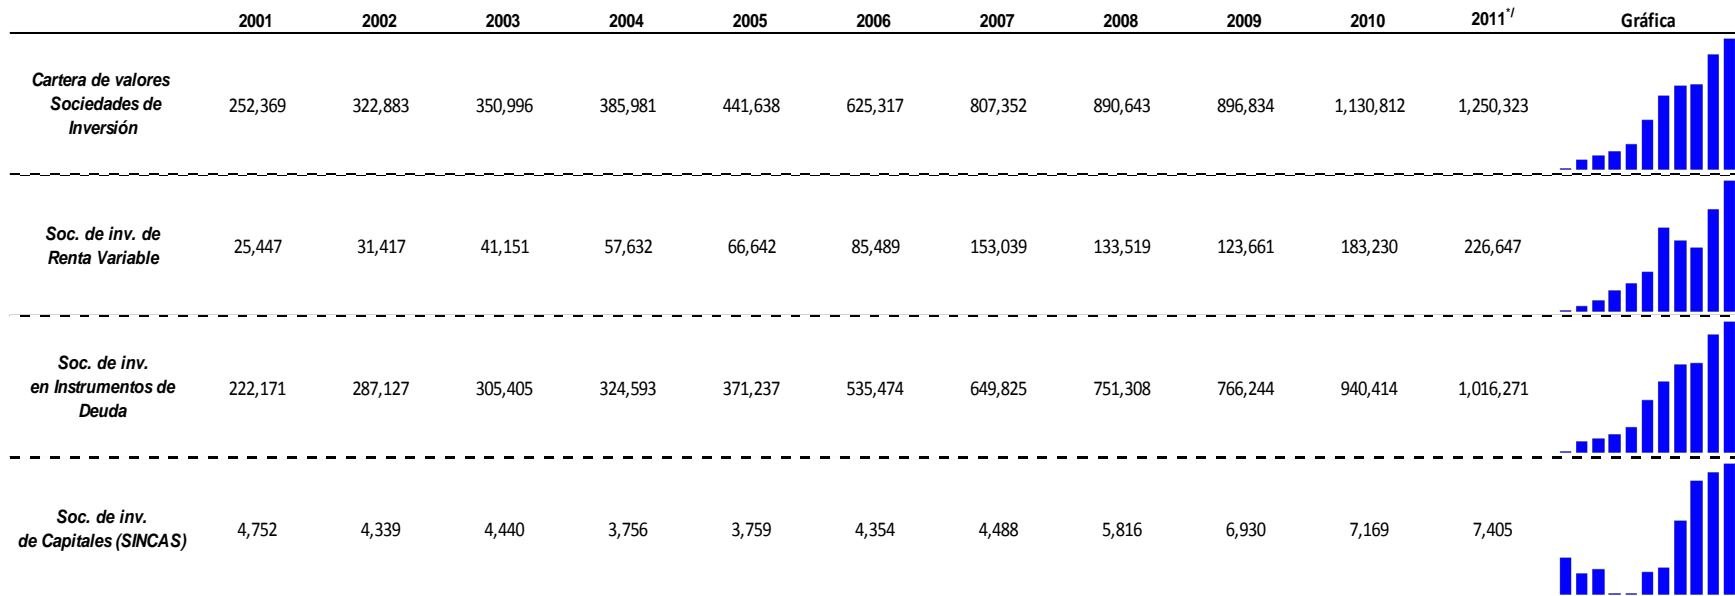 2001 2002 2003 2004 2005 2006 2007 2008 2009 2010 2011*/ Gráfica
Cartera de valores
Sociedades de
Inversión
252,369 322,883 350,996 385,981 441,638 625,317 807,352 890,643 896,834 1,130,812 1,250,323
Soc. de inv. de
Renta Variable
25,447 31,417 41,151 57,632 66,642 85,489 153,039 133,519 123,661 183,230 226,647
Soc. de inv.
en Instrumentos de
Deuda
222,171 287,127 305,405 324,593 371,237 535,474 649,825 751,308 766,244 940,414 1,016,271
Soc. de inv.
de Capitales (SINCAS)
4,752 4,339 4,440 3,756 3,759 4,354 4,488 5,816 6,930 7,169 7,405